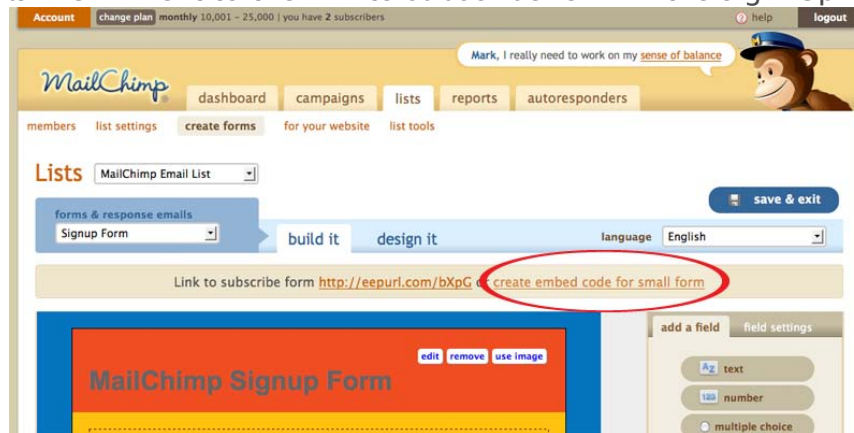 Account change plan monthly 10,001 – 25,000 | you have 2 subscribers help logout
Mark, I really need to work on my sense of balance
MailChimp
dashboard campaigns lists reports autoresponders
members list settings create forms for your website list tools
Lists MailChimp Email List
save & exit
forms & response emails
Signup Form
build it design it language English
Link to subscribe form http://eepurl.com/bXpG or create embed code for small form
add a field field settings
edit remove use image
MailChimp Signup Form
AZ text
123 number
multiple choice